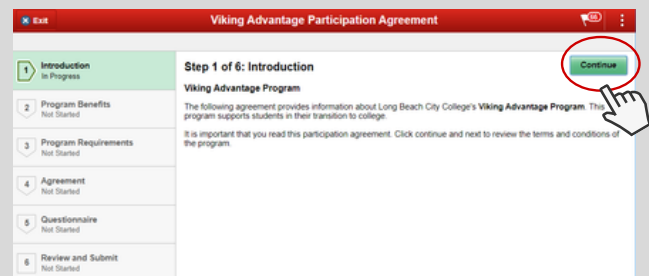 Exit
Viking Advantage Participation Agreement
1 Introduction
In Progress
2 Program Benefits
Not Started
3 Program Requirements
Not Started
4 Agreement
Not Started
5 Questionnaire
Not Started
6 Review and Submit
Not Started
Step 1 of 6: Introduction
Continue
Viking Advantage Program
The following agreement provides information about Long Beach City College's Viking Advantage Program. This
program supports students in their transition to college.
It is important that you read this participation agreement. Click continue and next to review the terms and conditions of
the program.